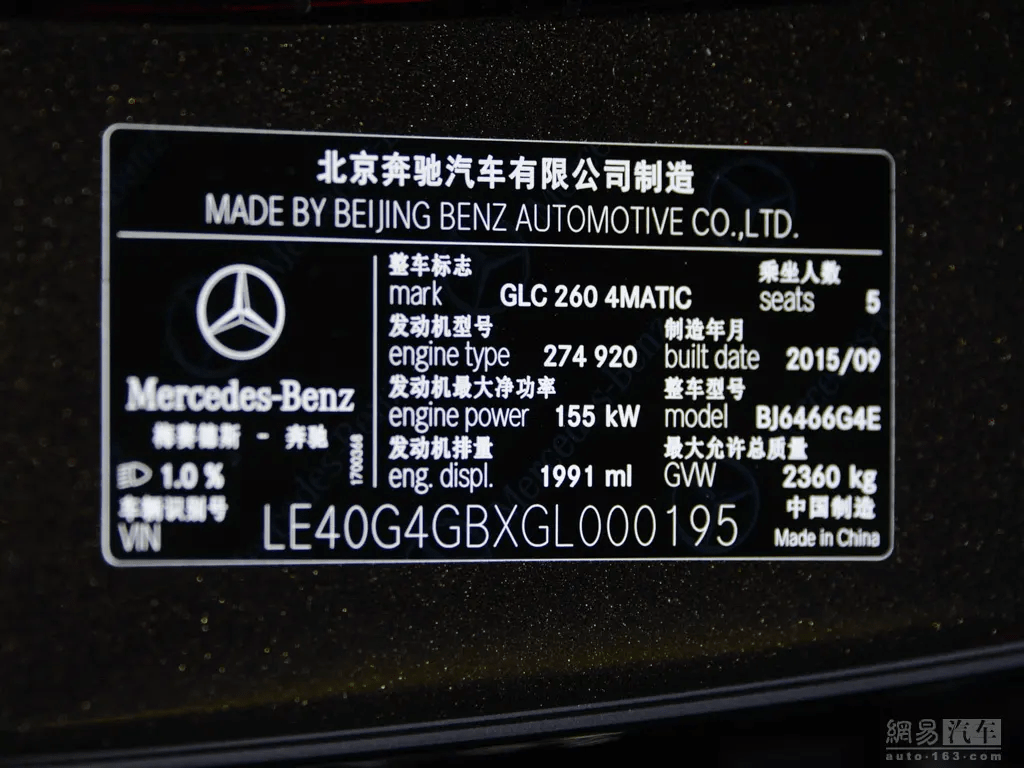 北京奔驰汽车有限公司制造
MADE BY BEIJING BENZ AUTOMOTIVE CO.,LTD.
Mercedes-Benz
梅赛德斯 - 奔驰
1.0 %
1700368
整车标志
mark GLC 260 4MATIC
乘坐人数
seats 5
发动机型号
engine type 274 920
制造年月
built date 2015/09
发动机最大净功率
engine power 155 kW
整车型号
model BJ6466G4E
发动机排量
eng. displ. 1991 ml
最大允许总质量
GVW 2360 kg
车辆识别号
VIN LE40G4GBXGL000195
中国制造
Made in China
網易汽车
auto·163.com